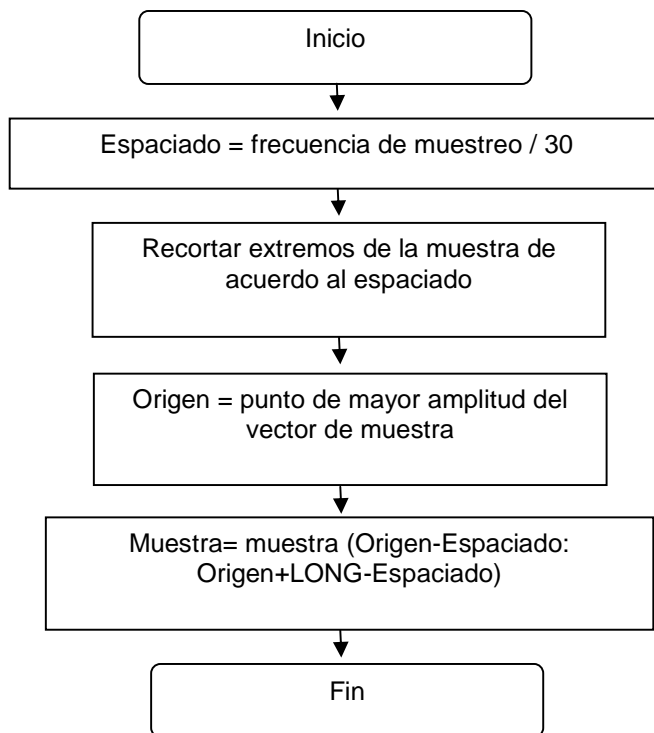 Inicio
Espaciado = frecuencia de muestreo / 30
Recortar extremos de la muestra de
acuerdo al espaciado
Origen = punto de mayor amplitud del
vector de muestra
Muestra= muestra (Origen-Espaciado:
Origen+LONG-Espaciado)
Fin